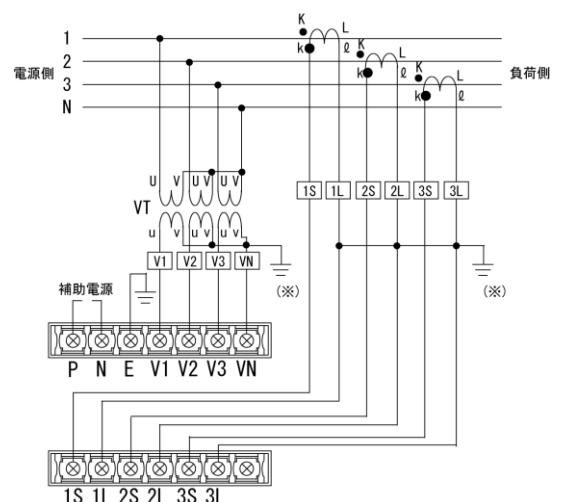 K
L
1
k
ℓ
K
L
2
電源側
k
ℓ
K
L
負荷側
3
k
ℓ
N
U V U V U V
1S 1L 2S 2L 3S 3L
VT
u v u v u v
V1 V2 V3 VN
補助電源
(※)
(※)
P N E V1 V2 V3 VN
1S 1L 2S 2L 3S 3L